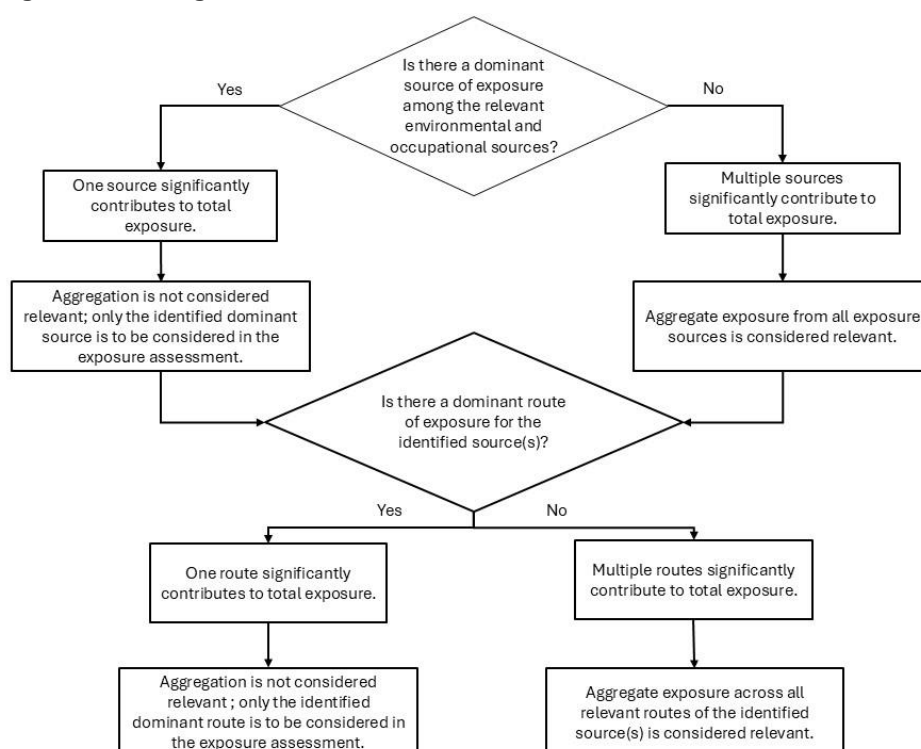 Is there a dominant
source of exposure
among the relevant
environmental and
occupational sources?
Yes
No
One source significantly
contributes to total
exposure.
Multiple sources
significantly contribute to
total exposure.
Aggregation is not considered
relevant; only the identified dominant
source is to be considered in the
exposure assessment.
Aggregate exposure from all exposure
sources is considered relevant.
Is there a dominant route
of exposure for the
identified source(s)?
Yes
No
One route significantly
contributes to total exposure.
Multiple routes significantly
contribute to total exposure.
Aggregation is not considered
relevant ; only the identified
dominant route is to be considered in
the exposure assessment.
Aggregate exposure across all
relevant routes of the identified
source(s) is considered relevant.